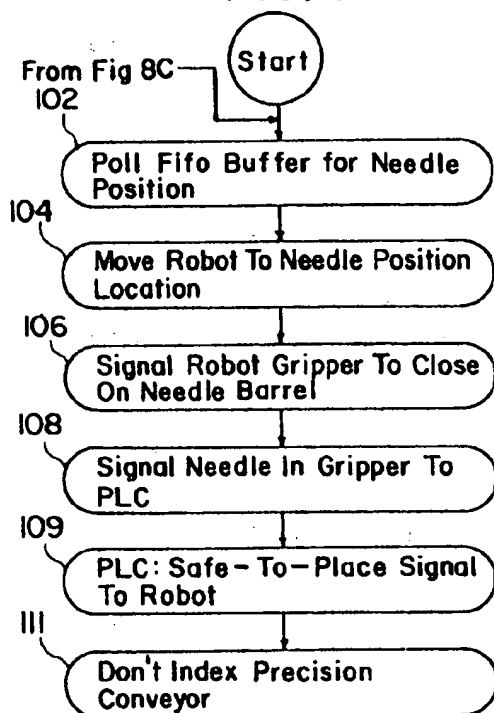 Start
From Fig 8C
102
Poll Fifo Buffer for Needle
Position
104
Move Robot To Needle Position
Location
106
Signal Robot Gripper To Close
On Needle Barrel
108
Signal Needle In Gripper To
PLC
109
PLC: Safe-To-Place Signal
To Robot
111
Don't Index Precision
Conveyor